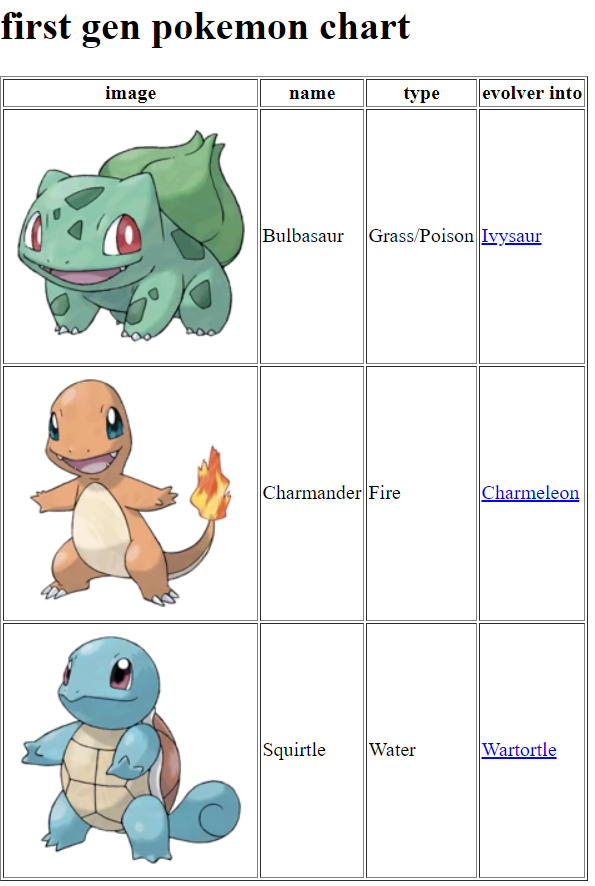 first gen pokemon chart
image name type evolver into
Bulbasaur Grass/Poison Ivysaur
Charmander Fire Charmeleon
Squirtle Water Wartortle